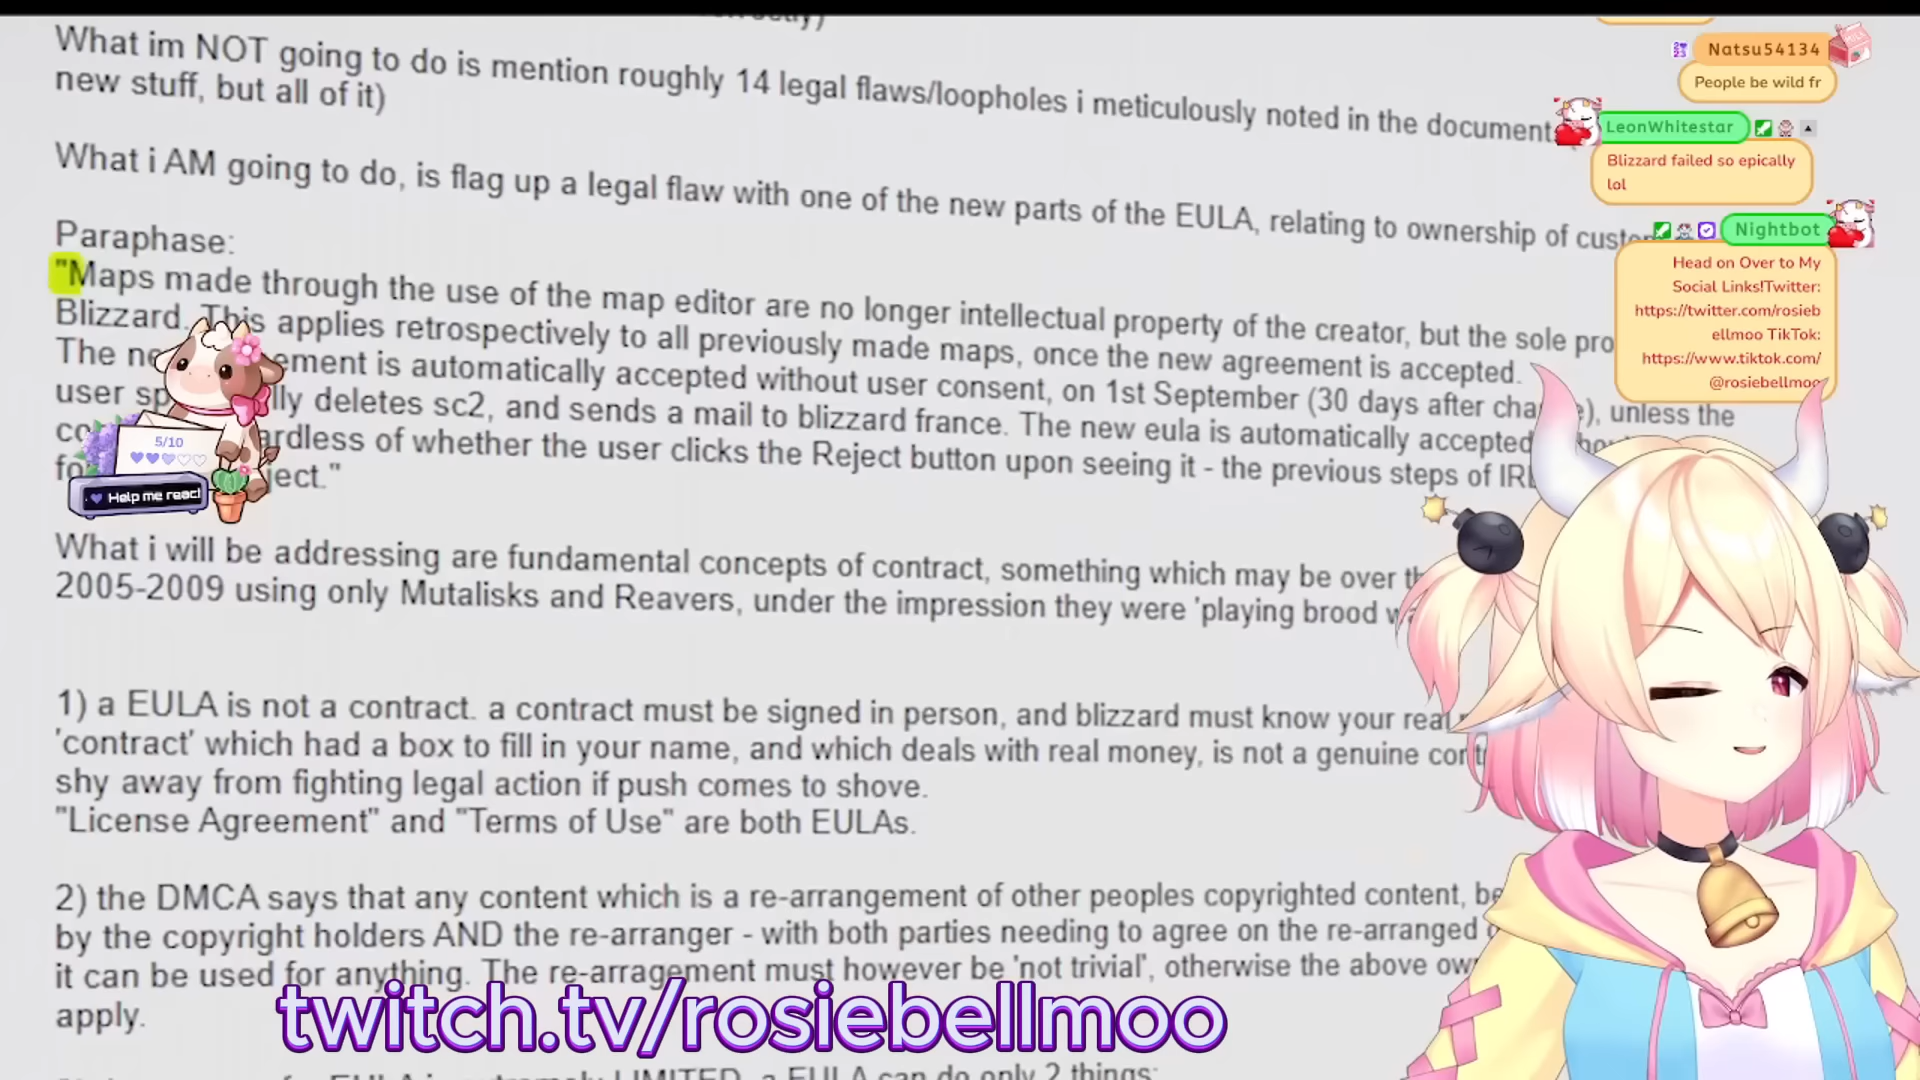 What im NOT going to do is mention roughly 14 legal flaws/loopholes i meticulously noted in the document
new stuff, but all of it)
What i AM going to do, is flag up a legal flaw with one of the new parts of the EULA, relating to ownership of
Paraphase:
"Maps made through the use of the map editor are no longer intellectual property of the creator, but the sole
Blizzard. This applies retrospectively to all previously made maps, once the new agreement is accepted.
The is automatically accepted without user consent, on 1st September (30 days after unless the
user deletes sc2, and sends a mail to blizzard france. The new eula is automatically accepted
of whether the user clicks the Reject button upon seeing it - the previous steps of
What i will be addressing are fundamental concepts of contract, something which may be over
2005-2009 using only Mutalisks and Reavers, under the impression they were 'playing brood
1) a EULA is not a contract. a contract must be signed in person, and blizzard must know your real
'contract' which had a box to fill in your name, and which deals with real money, is not a genuine
shy away from fighting legal action if push comes to shove.
"License Agreement" and "Terms of Use" are both EULAs.
2) the DMCA says that any content which is a re-arrangement of other peoples copyrighted content,
by the copyright holders AND the re-arranger - with both parties needing to agree on the re-arranged
it can be used for anything. The re-arragement must however be 'not trivial', otherwise the above
apply.
EULA LIMITED, a EULA can do only 2 things:
5/10
Help me reac!
twitch.tv/rosiebellmoo
Natsu54134
People be wild fr
LeonWhitestar
Blizzard failed so epically
lol
Nightbot
Head on Over to My
Social Links!Twitter:
https://twitter.com/rosieb
ellmoo TikTok:
https://www.tiktok.com/
@rosiebellmoo